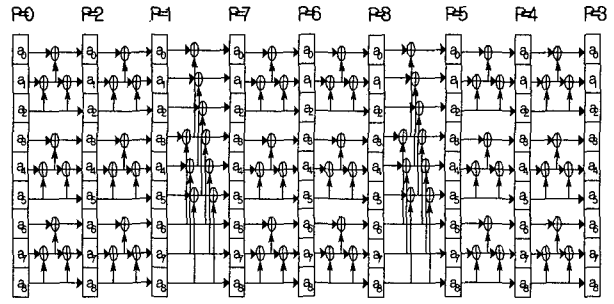 P=0 P=2 P=1 P=7 P=6 P=8 P=5 P=4 P=3
a₀ a₀ a₀ a₀ a₀ a₀ a₀ a₀ a₀
a₁ a₁ a₁ a₁ a₁ a₁ a₁ a₁ a₁
a₂ a₂ a₂ a₂ a₂ a₂ a₂ a₂ a₂
a₃ a₃ a₃ a₃ a₃ a₃ a₃ a₃ a₃
a₄ a₄ a₄ a₄ a₄ a₄ a₄ a₄ a₄
a₅ a₅ a₅ a₅ a₅ a₅ a₅ a₅ a₅
a₆ a₆ a₆ a₆ a₆ a₆ a₆ a₆ a₆
a₇ a₇ a₇ a₇ a₇ a₇ a₇ a₇ a₇
a₈ a₈ a₈ a₈ a₈ a₈ a₈ a₈ a₈